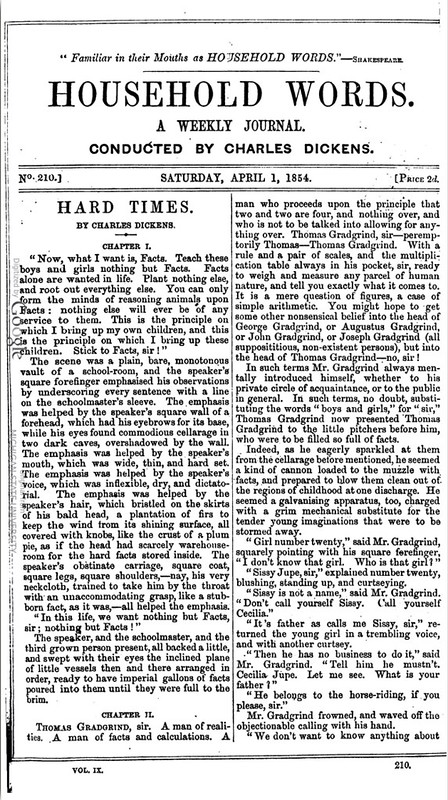 " Familiar in their Mouths as HOUSEHOLD WORDS."—SHAKESPEARE.
HOUSEHOLD WORDS.
A WEEKLY JOURNAL.
CONDUCTED BY CHARLES DICKENS.
No. 210.]
SATURDAY, APRIL 1, 1854.
[PRICE 2d.
HARD TIMES.
BY CHARLES DICKENS.
CHAPTER I.
"Now, what I want is, Facts. Teach these
boys and girls nothing but Facts. Facts
alone are wanted in life. Plant nothing else,
and root out everything else. You can only
form the minds of reasoning animals upon
Facts: nothing else will ever be of any
service to them. This is the principle on
which I bring up my own children, and this
is the principle on which I bring up these
children. Stick to Facts, sir!"
The scene was a plain, bare, monotonous
vault of a school-room, and the speaker's
square forefinger emphasised his observations
by underscoring every sentence with a line
on the schoolmaster's sleeve. The emphasis
was helped by the speaker's square wall of a
forehead, which had his eyebrows for its base,
while his eyes found commodious cellarage in
two dark caves, overshadowed by the wall.
The emphasis was helped by the speaker's
mouth, which was wide, thin, and hard set.
The emphasis was helped by the speaker's
voice, which was inflexible, dry, and dictato-
rial. The emphasis was helped by the
speaker's hair, which bristled on the skirts
of his bald head, a plantation of firs to
keep the wind from its shining surface, all
covered with knobs, like the crust of a plum
pie, as if the head had scarcely warehouse-
room for the hard facts stored inside. The
speaker's obstinate carriage, square coat,
square legs, square shoulders,—nay, his very
neckcloth, trained to take him by the throat
with an unaccommodating grasp, like a stub-
born fact, as it was,—all helped the emphasis.
"In this life, we want nothing but Facts,
sir; nothing but Facts!"
The speaker, and the schoolmaster, and the
third grown person present, all backed a little,
and swept with their eyes the inclined plane
of little vessels then and there arranged in
order, ready to have imperial gallons of facts
poured into them until they were full to the
brim.
CHAPTER II.
THOMAS GRADGRIND, sir. A man of reali-
ties. A man of facts and calculations. A
man who proceeds upon the principle that
two and two are four, and nothing over, and
who is not to be talked into allowing for any-
thing over. Thomas Gradgrind, sir—peremp-
torily Thomas—Thomas Gradgrind. With a
rule and a pair of scales, and the multipli-
cation table always in his pocket, sir, ready
to weigh and measure any parcel of human
nature, and tell you exactly what it comes to.
It is a mere question of figures, a case of
simple arithmetic. You might hope to get
some other nonsensical belief into the head of
George Gradgrind, or Augustus Gradgrind,
or John Gradgrind, or Joseph Gradgrind (all
supposititious, non-existent persons), but into
the head of Thomas Gradgrind—no, sir!
In such terms Mr. Gradgrind always men-
tally introduced himself, whether to his
private circle of acquaintance, or to the public
in general. In such terms, no doubt, substi-
tuting the words "boys and girls," for "sir,"
Thomas Gradgrind now presented Thomas
Gradgrind to the little pitchers before him,
who were to be filled so full of facts.
Indeed, as he eagerly sparkled at them
from the cellarage before mentioned, he seemed
a kind of cannon loaded to the muzzle with
facts, and prepared to blow them clean out of
the regions of childhood at one discharge. He
seemed a galvanising apparatus, too, charged
with a grim mechanical substitute for the
tender young imaginations that were to be
stormed away.
"Girl number twenty," said Mr. Gradgrind,
squarely pointing with his square forefinger,
"I don't know that girl. Who is that girl?"
"Sissy Jupe, sir," explained number twenty,
blushing, standing up, and curtseying.
"Sissy is not a name," said Mr. Gradgrind.
"Don't call yourself Sissy. Call yourself
Cecilia."
"It's father as calls me Sissy, sir," re-
turned the young girl in a trembling voice,
and with another curtsey.
"Then he has no business to do it," said
Mr. Gradgrind. "Tell him he mustn't.
Cecilia Jupe. Let me see. What is your
father?"
"He belongs to the horse-riding, if you
please, sir."
Mr. Gradgrind frowned, and waved off the
objectionable calling with his hand.
"We don't want to know anything about
VOL. IX.
210.